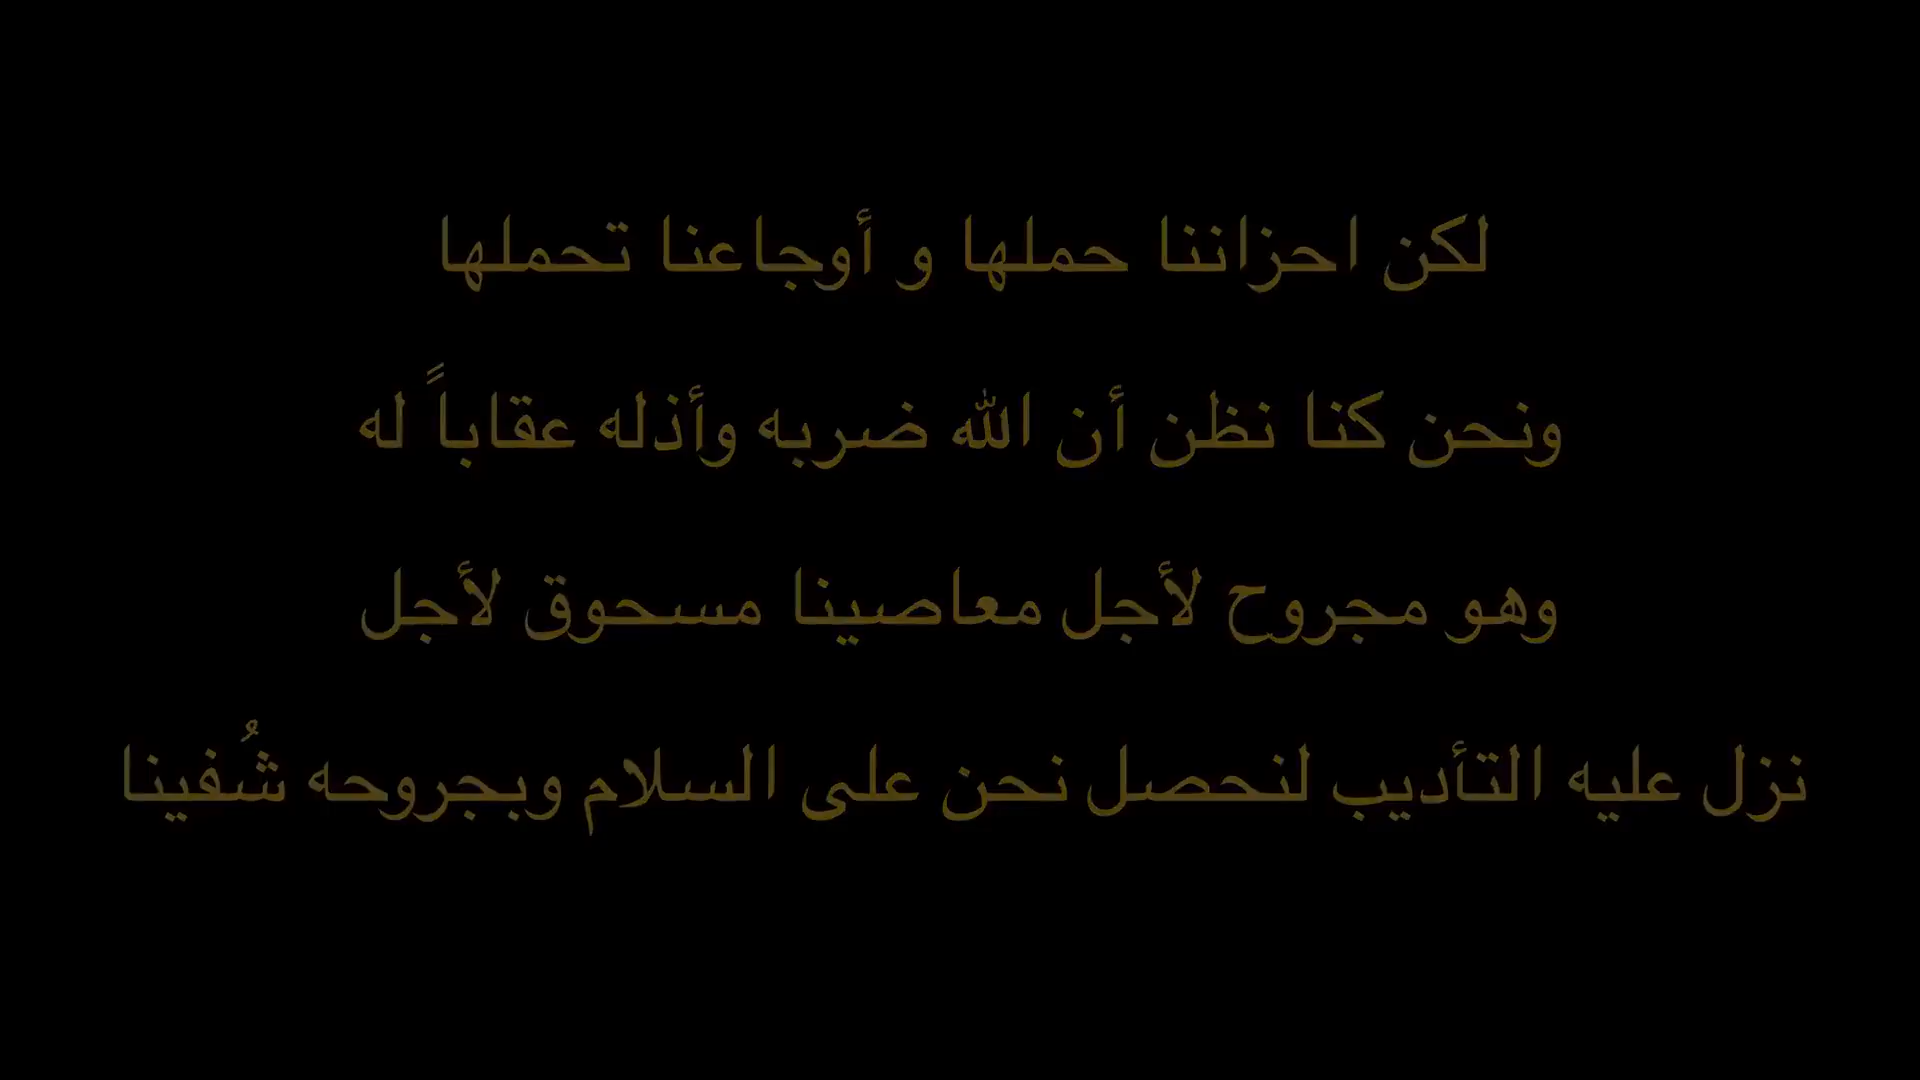 لكن احزاننا حملها و أوجاعنا تحملها
ونحن كنا نظن أن الله ضربه وأذله عقاباً له
وهو مجروح لأجل معاصينا مسحوق لأجل
نزل عليه التأديب لنحصل نحن على السلام وبجروحه شُفينا